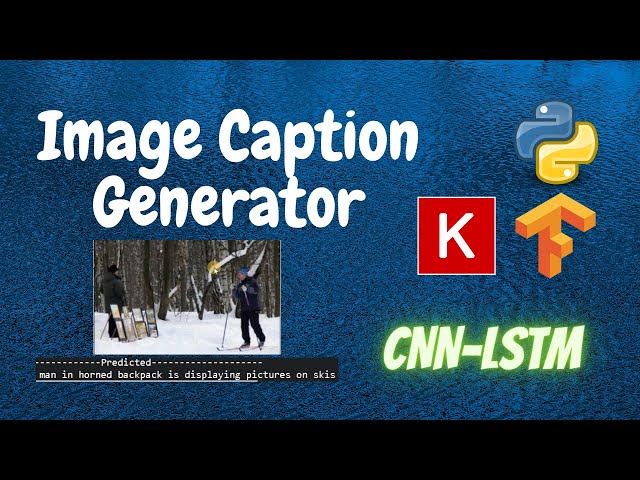 Image Caption
Generator
K
CNN-LSTM
------------Predicted--------------------
man in horned backpack is displaying pictures on skis